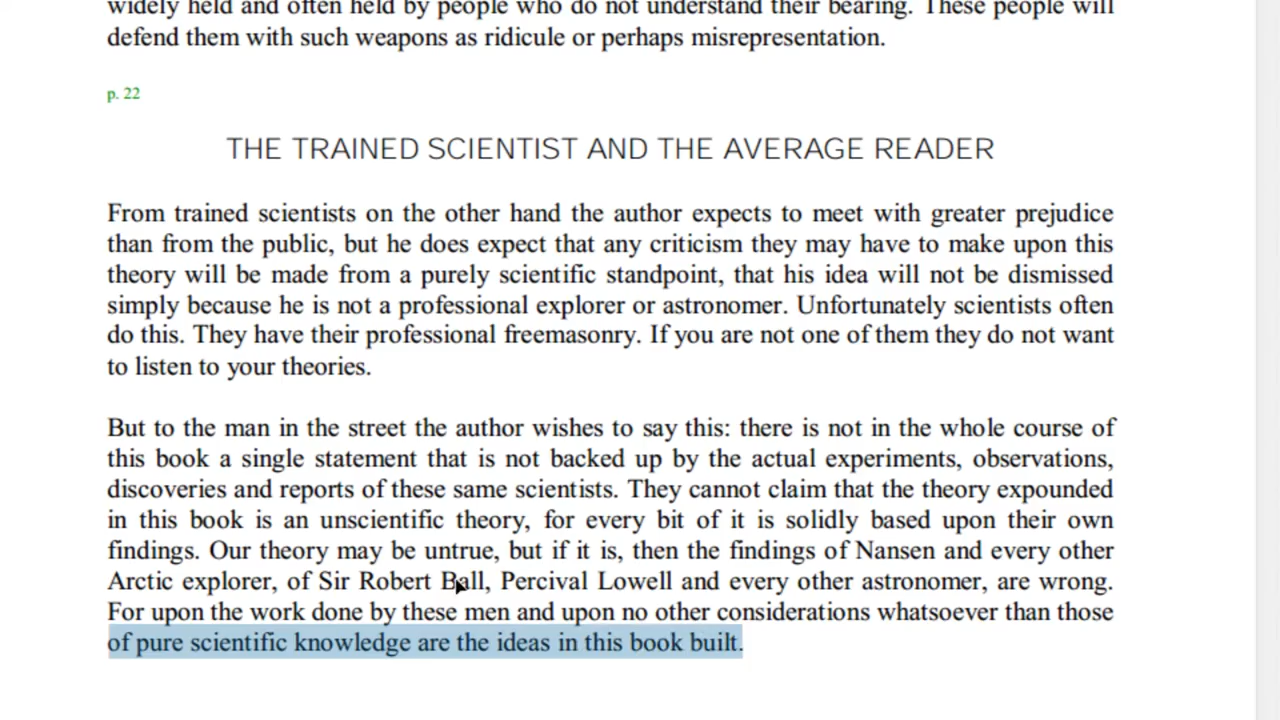 widely held and often held by people who do not understand their bearing. These people will
defend them with such weapons as ridicule or perhaps misrepresentation.
p. 22
THE TRAINED SCIENTIST AND THE AVERAGE READER
From trained scientists on the other hand the author expects to meet with greater prejudice
than from the public, but he does expect that any criticism they may have to make upon this
theory will be made from a purely scientific standpoint, that his idea will not be dismissed
simply because he is not a professional explorer or astronomer. Unfortunately scientists often
do this. They have their professional freemasonry. If you are not one of them they do not want
to listen to your theories.
But to the man in the street the author wishes to say this: there is not in the whole course of
this book a single statement that is not backed up by the actual experiments, observations,
discoveries and reports of these same scientists. They cannot claim that the theory expounded
in this book is an unscientific theory, for every bit of it is solidly based upon their own
findings. Our theory may be untrue, but if it is, then the findings of Nansen and every other
Arctic explorer, of Sir Robert Ball, Percival Lowell and every other astronomer, are wrong.
For upon the work done by these men and upon no other considerations whatsoever than those
of pure scientific knowledge are the ideas in this book built.